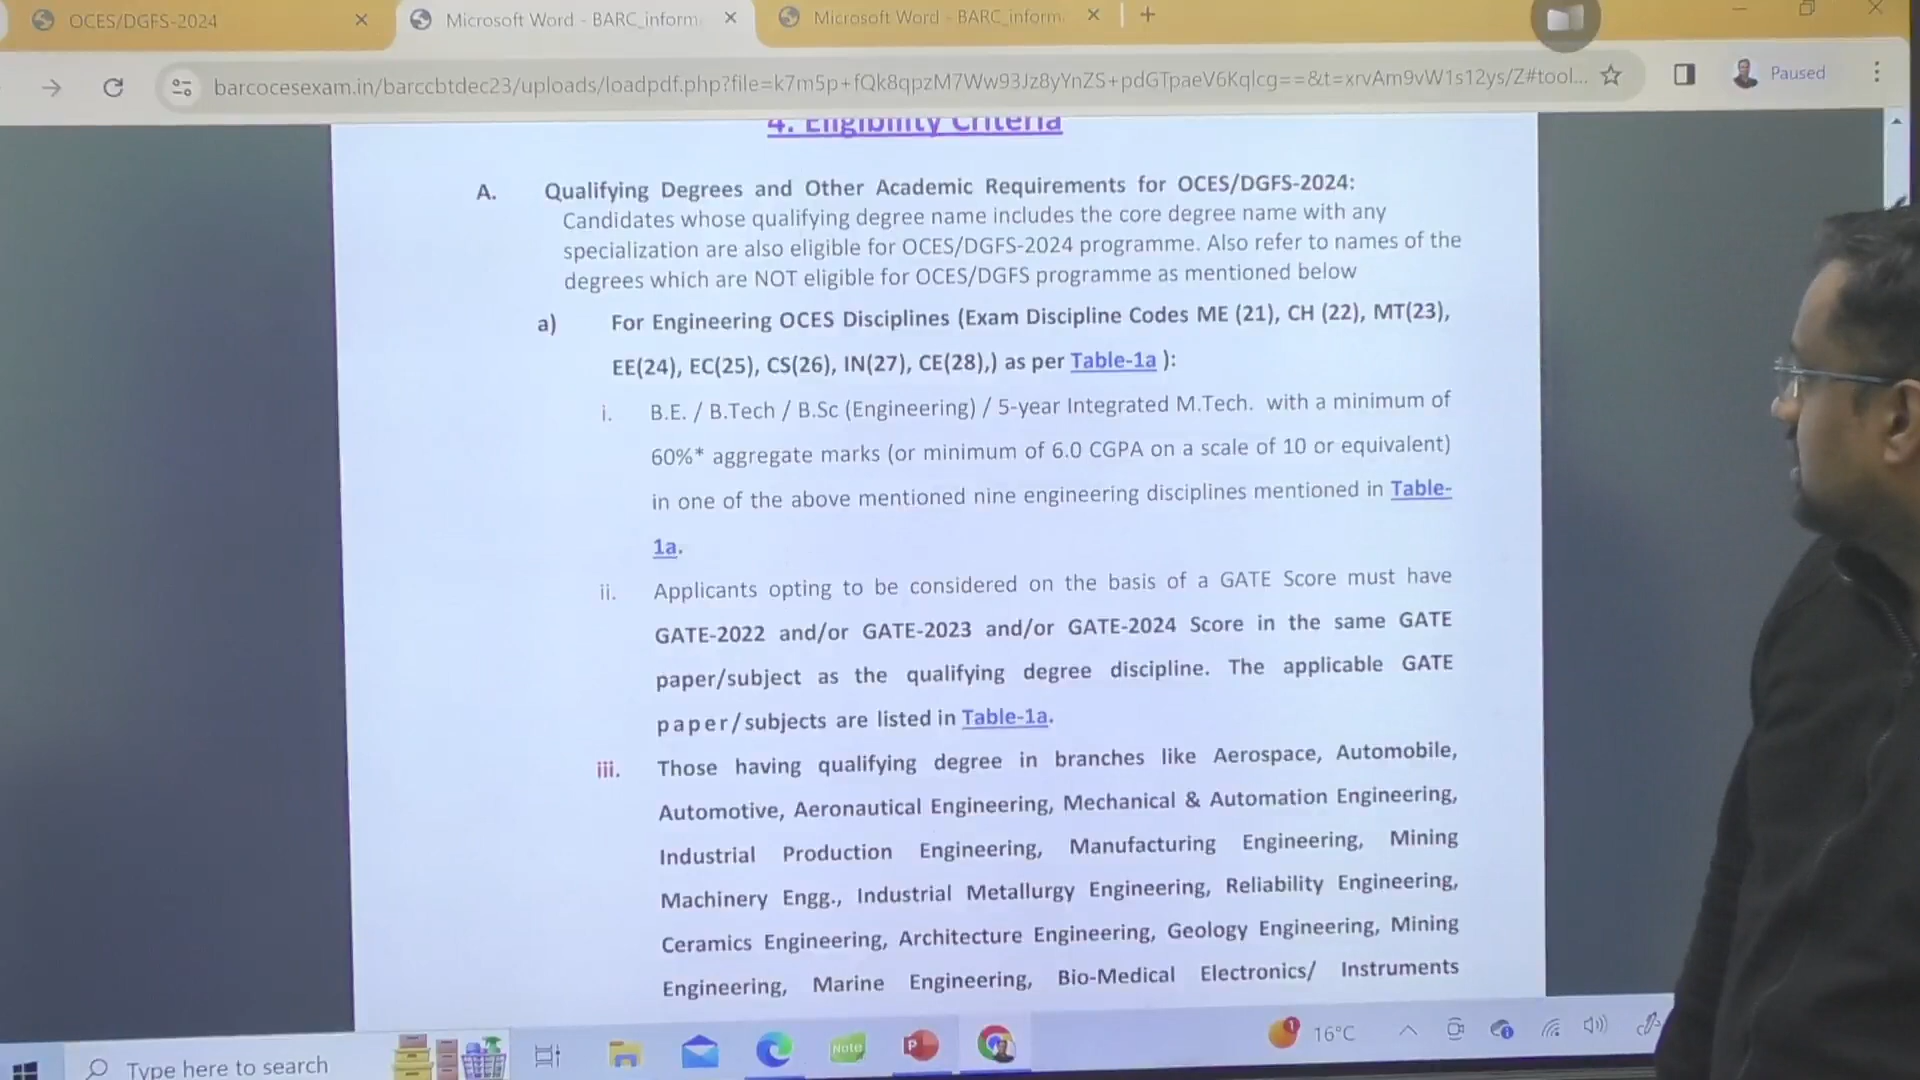 OCES/DGFS-2024
Microsoft Word - BARC_inform
Microsoft Word - BARC_inform
barcocesexam.in/barccbtdec23/uploads/loadpdf.php?file=k7m5p+fQk8qpzM7Ww93Jz8yYnZS+pdGTpaeV6Kqlcg==&t=xrvAm9vW1s12ys/Z#tool...
Paused
4. Eligibility Criteria
A. Qualifying Degrees and Other Academic Requirements for OCES/DGFS-2024:
Candidates whose qualifying degree name includes the core degree name with any
specialization are also eligible for OCES/DGFS-2024 programme. Also refer to names of the
degrees which are NOT eligible for OCES/DGFS programme as mentioned below
a) For Engineering OCES Disciplines (Exam Discipline Codes ME (21), CH (22), MT(23),
EE(24), EC(25), CS(26), IN(27), CE(28),) as per Table-1a ):
i. B.E. / B.Tech / B.Sc (Engineering) / 5-year Integrated M.Tech. with a minimum of
60%* aggregate marks (or minimum of 6.0 CGPA on a scale of 10 or equivalent)
in one of the above mentioned nine engineering disciplines mentioned in Table-
1a.
ii. Applicants opting to be considered on the basis of a GATE Score must have
GATE-2022 and/or GATE-2023 and/or GATE-2024 Score in the same GATE
paper/subject as the qualifying degree discipline. The applicable GATE
paper/subjects are listed in Table-1a.
iii. Those having qualifying degree in branches like Aerospace, Automobile,
Automotive, Aeronautical Engineering, Mechanical & Automation Engineering,
Industrial Production Engineering, Manufacturing Engineering, Mining
Machinery Engg., Industrial Metallurgy Engineering, Reliability Engineering,
Ceramics Engineering, Architecture Engineering, Geology Engineering, Mining
Engineering, Marine Engineering, Bio-Medical Electronics/ Instruments
Type here to search
Note
P
1
16°C